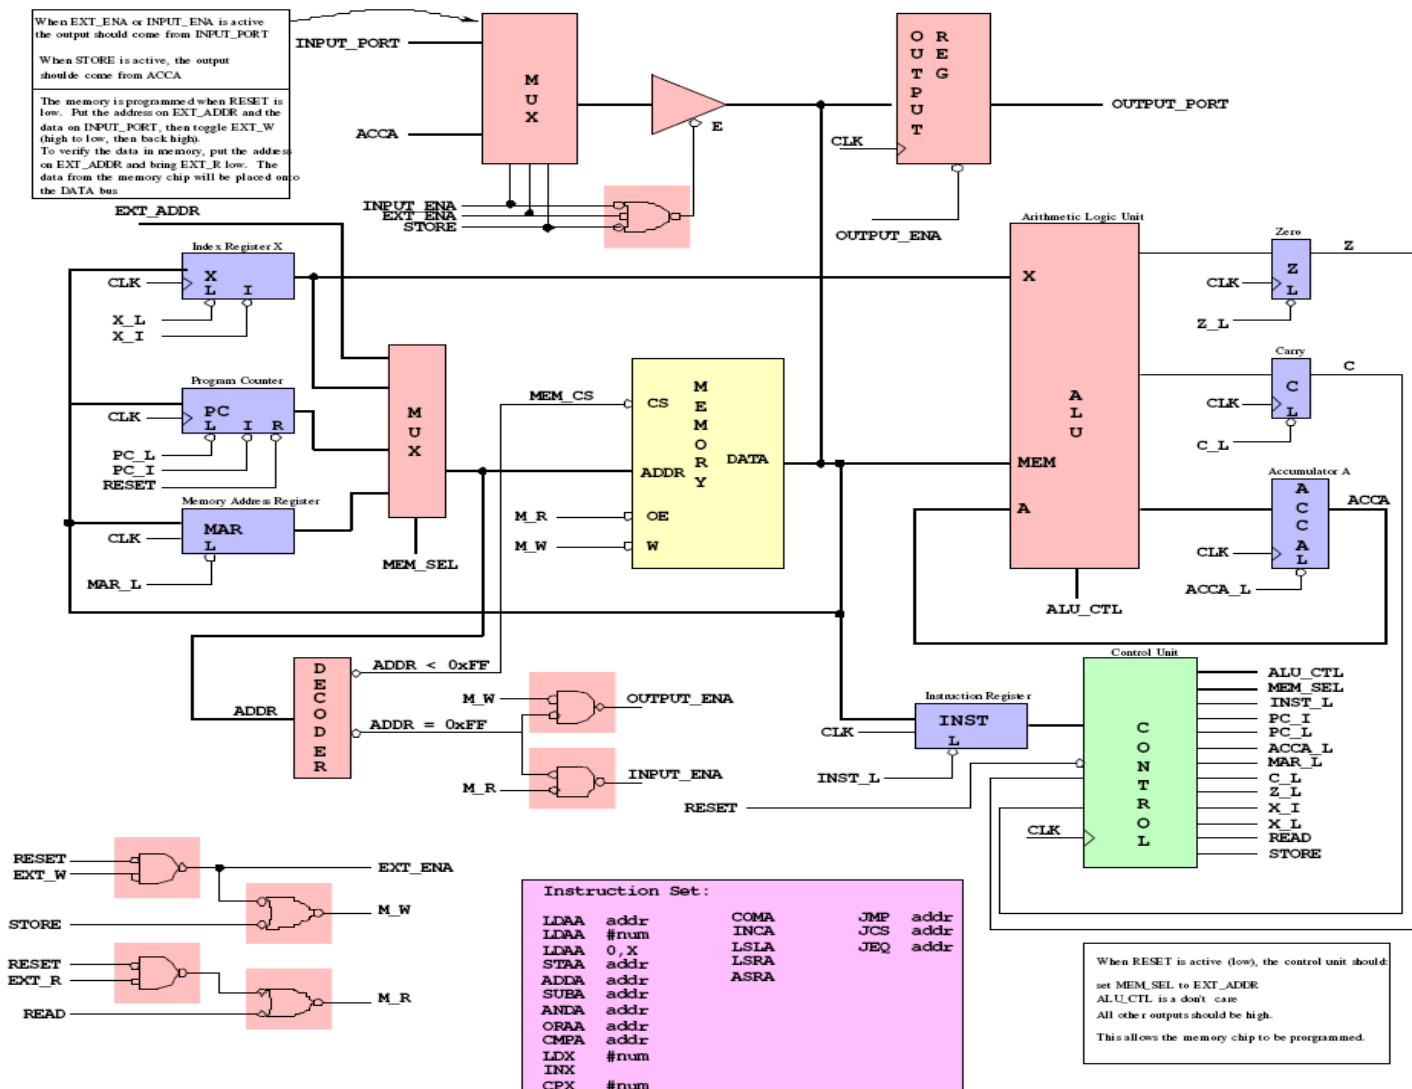 When EXT_ENA or INPUT_ENA is active
the output should come from INPUT_PORT
When STORE is active, the output
shoulde come from ACCA
The memory is programmed when RESET is
low. Put the address on EXT_ADDR and the
data on INPUT_PORT, then toggle EXT_W
(high to low, then back high).
To verify the data in memory, put the address
on EXT_ADDR and bring EXT_R low. The
data from the memory chip will be placed onto
the DATA bus
INPUT_PORT
ACCA
MUX
E
INPUT_ENA
EXT_ENA
STORE
OUTPUT
REG
CLK
OUTPUT_ENA
OUTPUT_PORT
EXT_ADDR
Index Register X
X
L I
CLK
X_L
X_I
Program Counter
PC
L I R
CLK
PC_L
PC_I
RESET
Memory Address Register
MAR
L
CLK
MAR_L
MUX
MEM_SEL
MEM_CS
CS
MEMORY
ADDR
DATA
OE
W
M_R
M_W
Arithmetic Logic Unit
X
ALU
MEM
A
ALU_CTL
Zero
Z
L
CLK
Z_L
Z
Carry
C
L
CLK
C_L
C
Accumulator A
ACCA
L
CLK
ACCA_L
ACCA
DECODER
ADDR
ADDR < 0xFF
ADDR = 0xFF
M_W
OUTPUT_ENA
M_R
INPUT_ENA
Instruction Register
INST
L
CLK
INST_L
Control Unit
CONTROL
RESET
CLK
ALU_CTL
MEM_SEL
INST_L
PC_I
PC_L
ACCA_L
MAR_L
C_L
Z_L
X_I
X_L
READ
STORE
RESET
EXT_W
EXT_ENA
STORE
M_W
RESET
EXT_R
READ
M_R
Instruction Set:
LDAA addr
LDAA #num
LDAA 0,X
STAA addr
ADDA addr
SUBA addr
ANDA addr
ORAA addr
CMPA addr
LDX #num
INX
CPX #num
COMA
INCA
LSLA
LSRA
ASRA
JMP addr
JCS addr
JEQ addr
When RESET is active (low), the control unit should:
set MEM_SEL to EXT_ADDR
ALU_CTL is a don't care
All other outputs should be high.
This allows the memory chip to be prorgrammed.